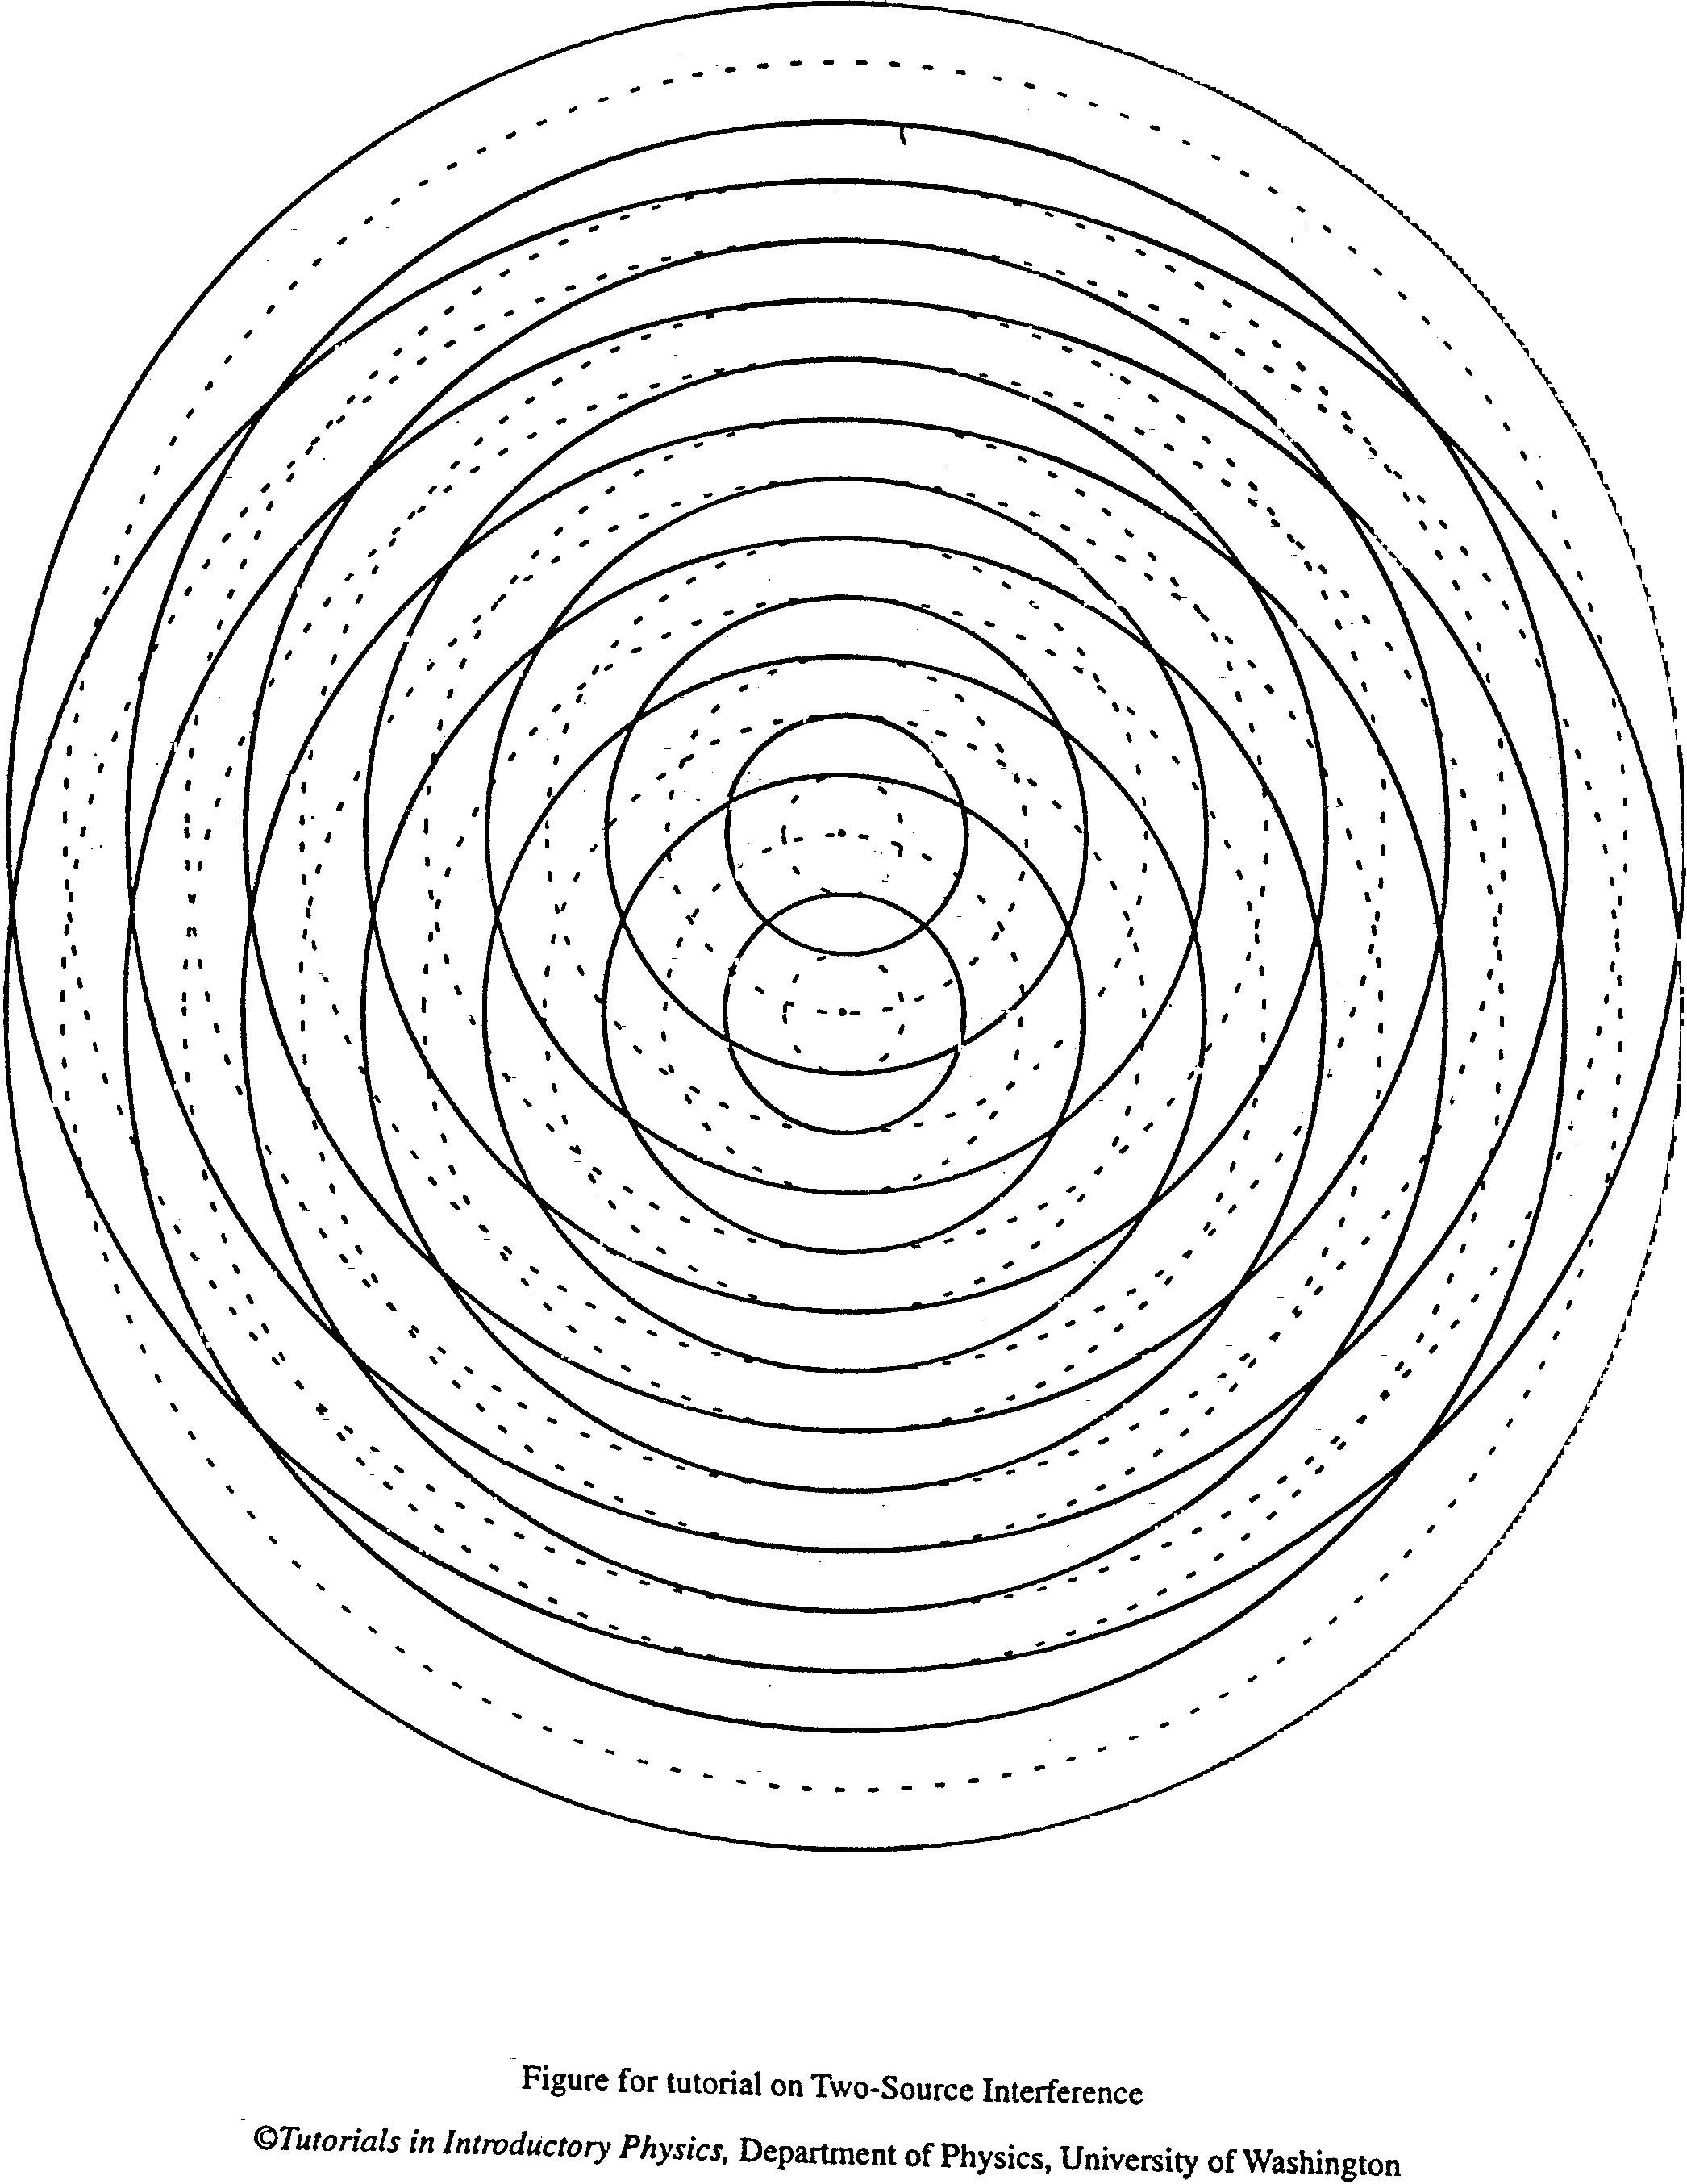 Figure for tutorial on Two-Source Interference
©Tutorials in Introductory Physics, Department of Physics, University of Washington